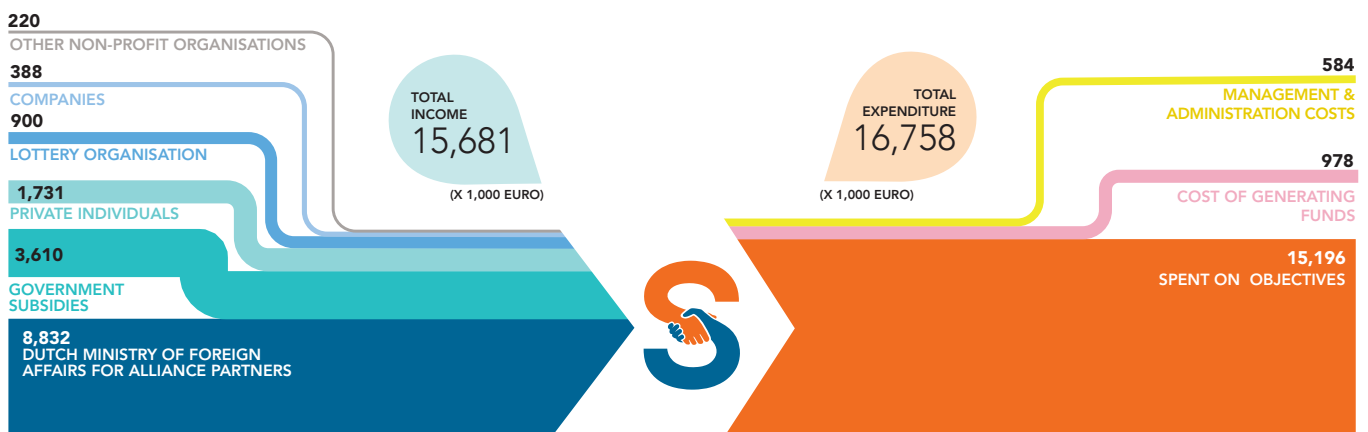 220
OTHER NON-PROFIT ORGANISATIONS
388
COMPANIES
900
LOTTERY ORGANISATION
1,731
PRIVATE INDIVIDUALS
3,610
GOVERNMENT
SUBSIDIES
8,832
DUTCH MINISTRY OF FOREIGN
AFFAIRS FOR ALLIANCE PARTNERS
TOTAL
INCOME
15,681
(X 1,000 EURO)
TOTAL
EXPENDITURE
16,758
(X 1,000 EURO)
584
MANAGEMENT &
ADMINISTRATION COSTS
978
COST OF GENERATING
FUNDS
15,196
SPENT ON OBJECTIVES